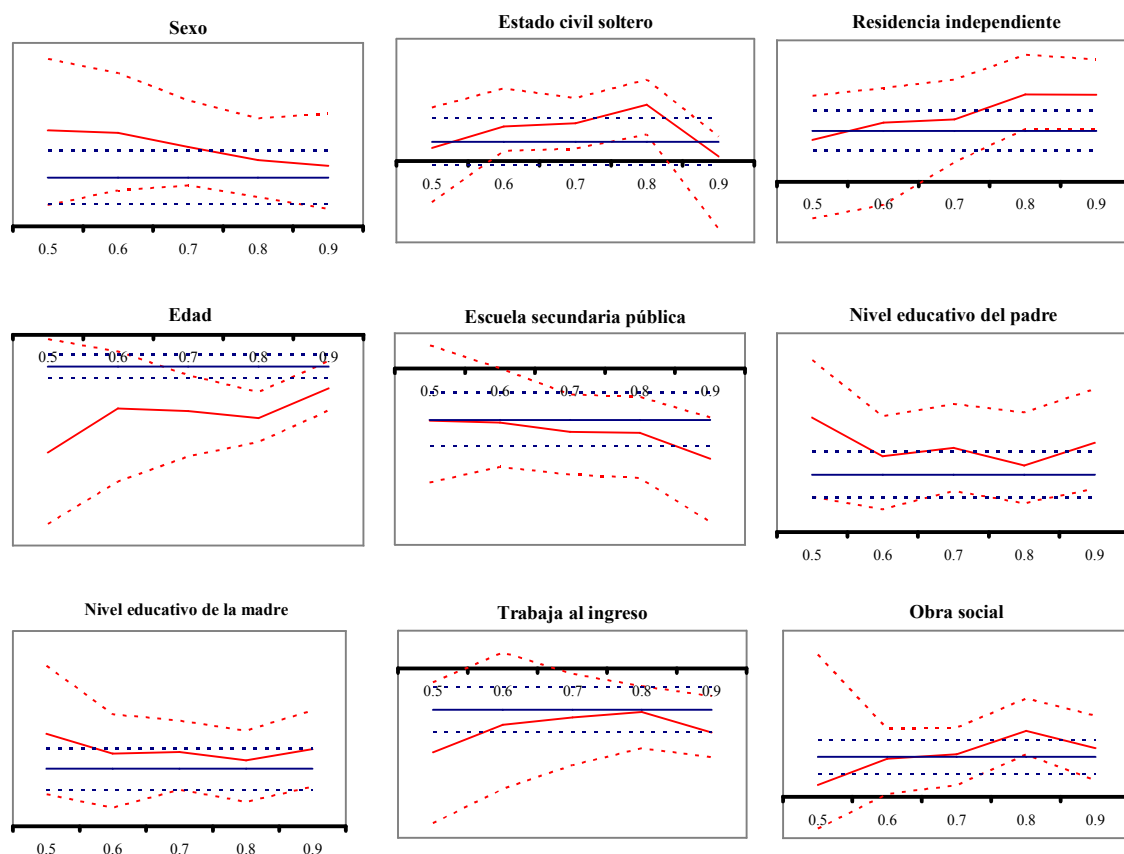 Sexo
Estado civil soltero
Residencia independiente
0.5 0.6 0.7 0.8 0.9
0.5 0.6 0.7 0.8 0.9
0.5 0.6 0.7 0.8 0.9
Edad
Escuela secundaria pública
Nivel educativo del padre
0.5 0.6 0.7 0.8 0.9
0.5 0.6 0.7 0.8 0.9
0.5 0.6 0.7 0.8 0.9
Nivel educativo de la madre
Trabaja al ingreso
Obra social
0.5 0.6 0.7 0.8 0.9
0.5 0.6 0.7 0.8 0.9
0.5 0.6 0.7 0.8 0.9